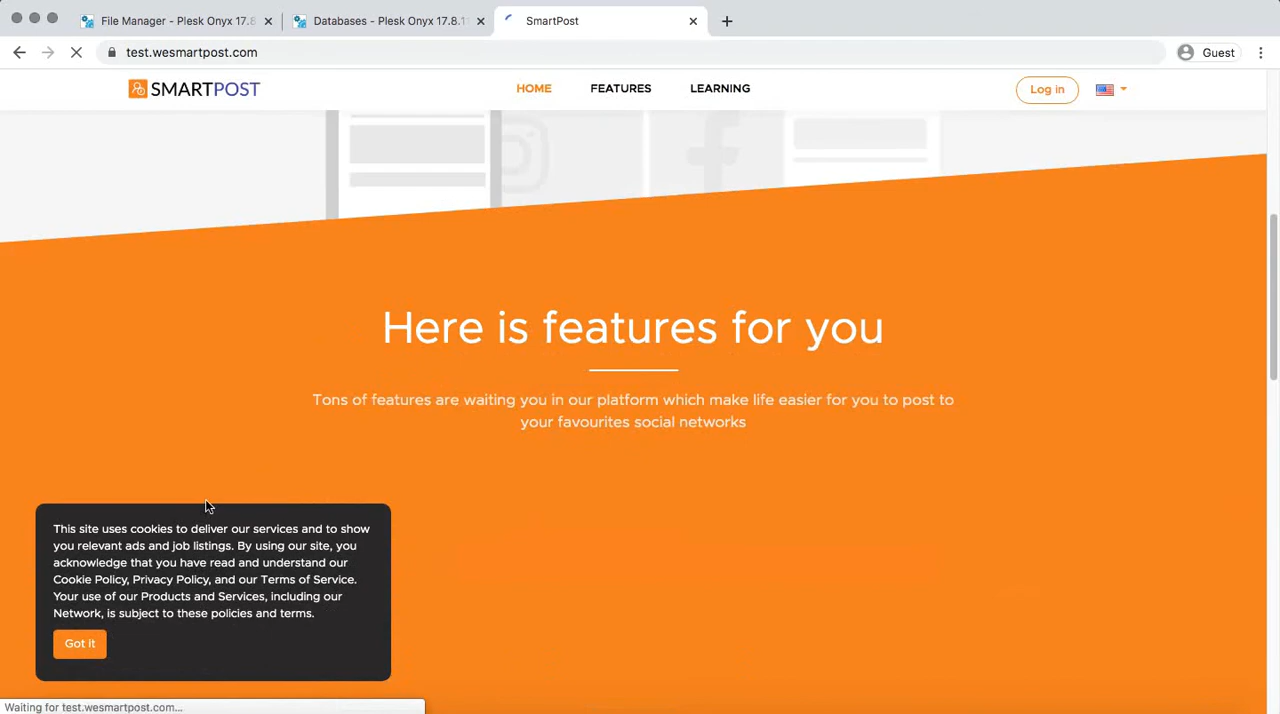 File Manager - Plesk Onyx 17.8
Databases - Plesk Onyx 17.8.1
SmartPost
test.wesmartpost.com
Guest
SMARTPOST
HOME
FEATURES
LEARNING
Log in
Here is features for you
Tons of features are waiting you in our platform which make life easier for you to post to
your favourites social networks
This site uses cookies to deliver our services and to show
you relevant ads and job listings. By using our site, you
acknowledge that you have read and understand our
Cookie Policy, Privacy Policy, and our Terms of Service.
Your use of our Products and Services, including our
Network, is subject to these policies and terms.
Got it
Waiting for test.wesmartpost.com...